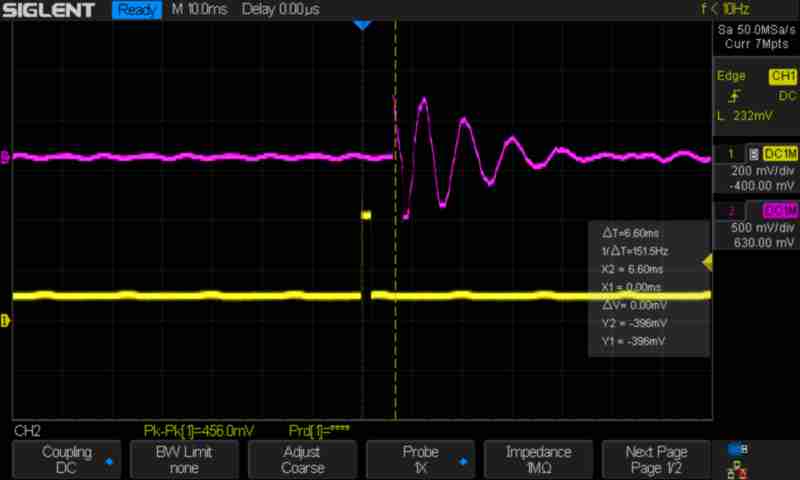 SIGLENT Ready M 10.0ms Delay 0.00µs f < 10Hz
Sa 50.0MSa/s
Curr 7Mpts
Edge CH1
DC
L 232mV
1 B DC1M
200 mV/div
-400.00 mV
2 DC1M
500 mV/div
630.00 mV
2
1
ΔT=6.60ms
1/ΔT=151.5Hz
X2 = 6.60ms
X1 = 0.00ms
ΔV= 0.00mV
Y2 = -396mV
Y1 = -396mV
CH2 Pk-Pk[1]=456.0mV Prd[1]=****
Coupling
DC
BW Limit
none
Adjust
Coarse
Probe
1X
Impedance
1MΩ
Next Page
Page 1/2